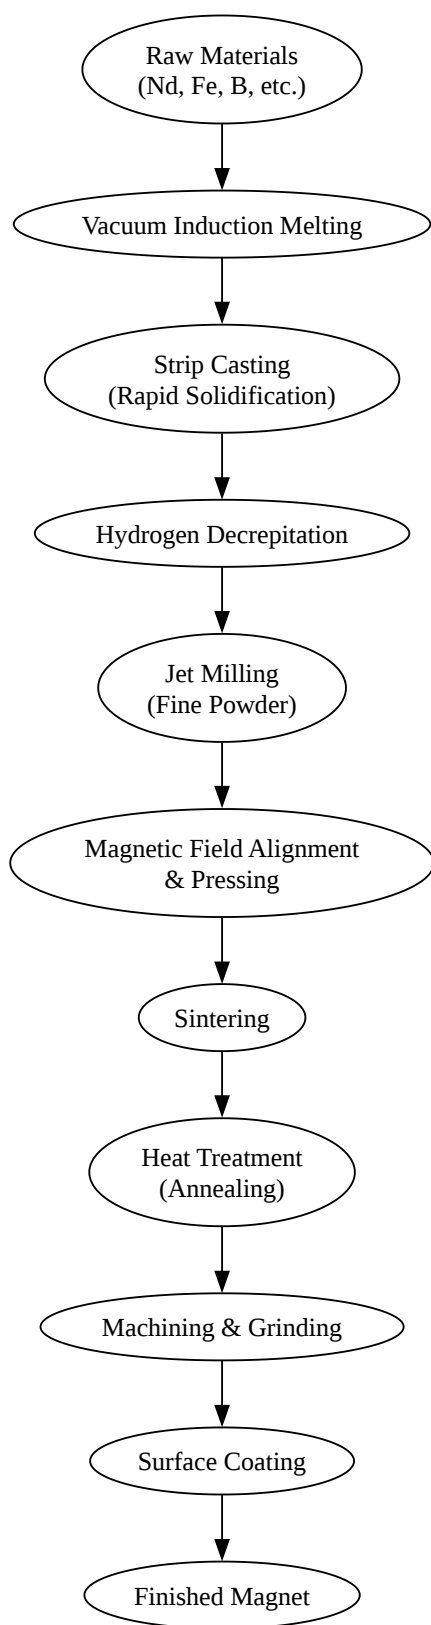 Raw Materials
(Nd, Fe, B, etc.)
Vacuum Induction Melting
Strip Casting
(Rapid Solidification)
Hydrogen Decrepitation
Jet Milling
(Fine Powder)
Magnetic Field Alignment
& Pressing
Sintering
Heat Treatment
(Annealing)
Machining & Grinding
Surface Coating
Finished Magnet